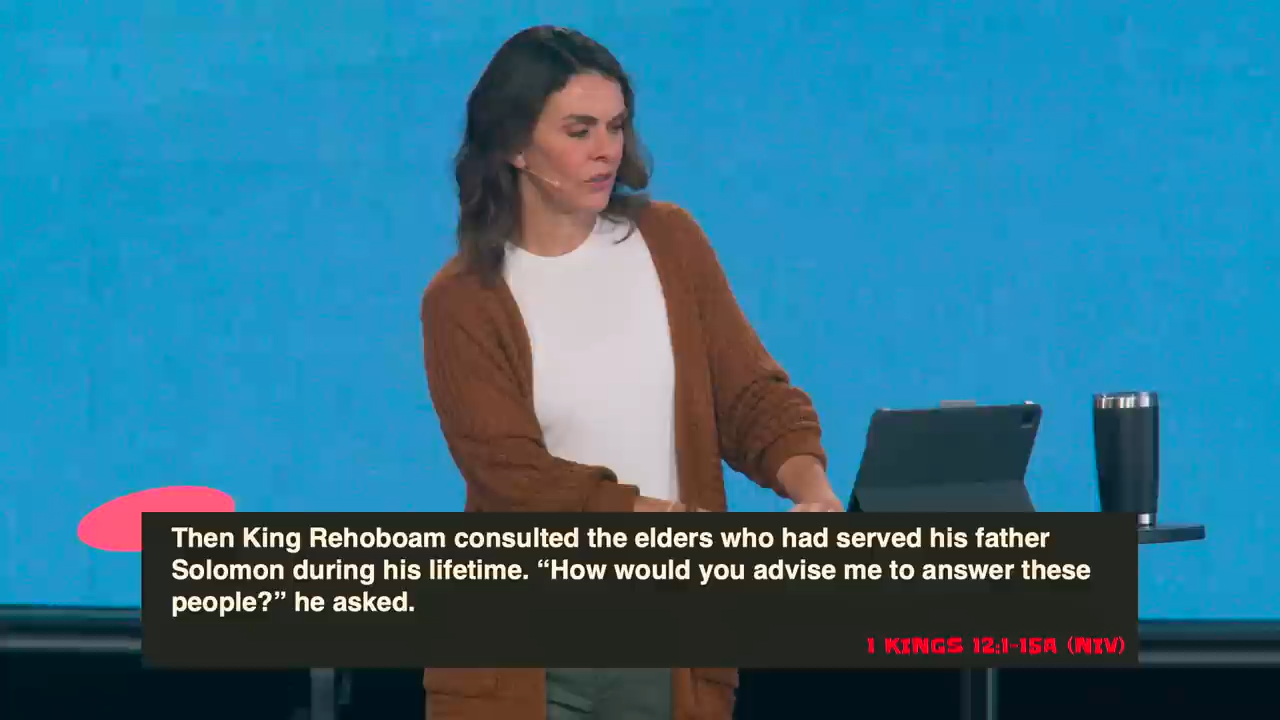 Then King Rehoboam consulted the elders who had served his father
Solomon during his lifetime. “How would you advise me to answer these
people?” he asked.
1 KINGS 12:1-15A (NIV)